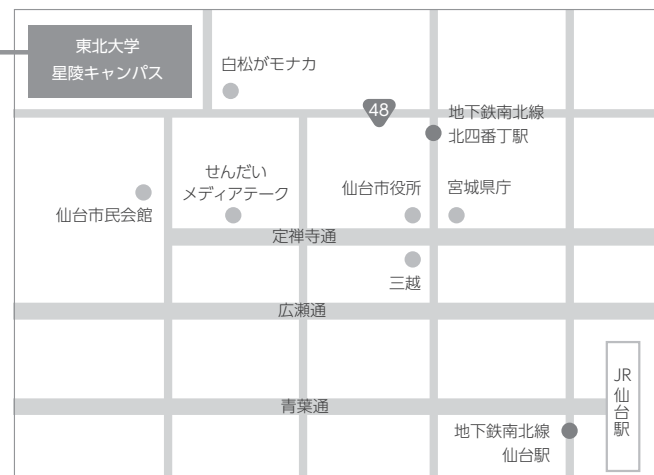 東北大学
星陵キャンパス
白松がモナカ
48
地下鉄南北線
北四番丁駅
せんだい
メディアテーク
仙台市民会館
仙台市役所
宮城県庁
定禅寺通
三越
広瀬通
JR仙台駅
青葉通
地下鉄南北線
仙台駅